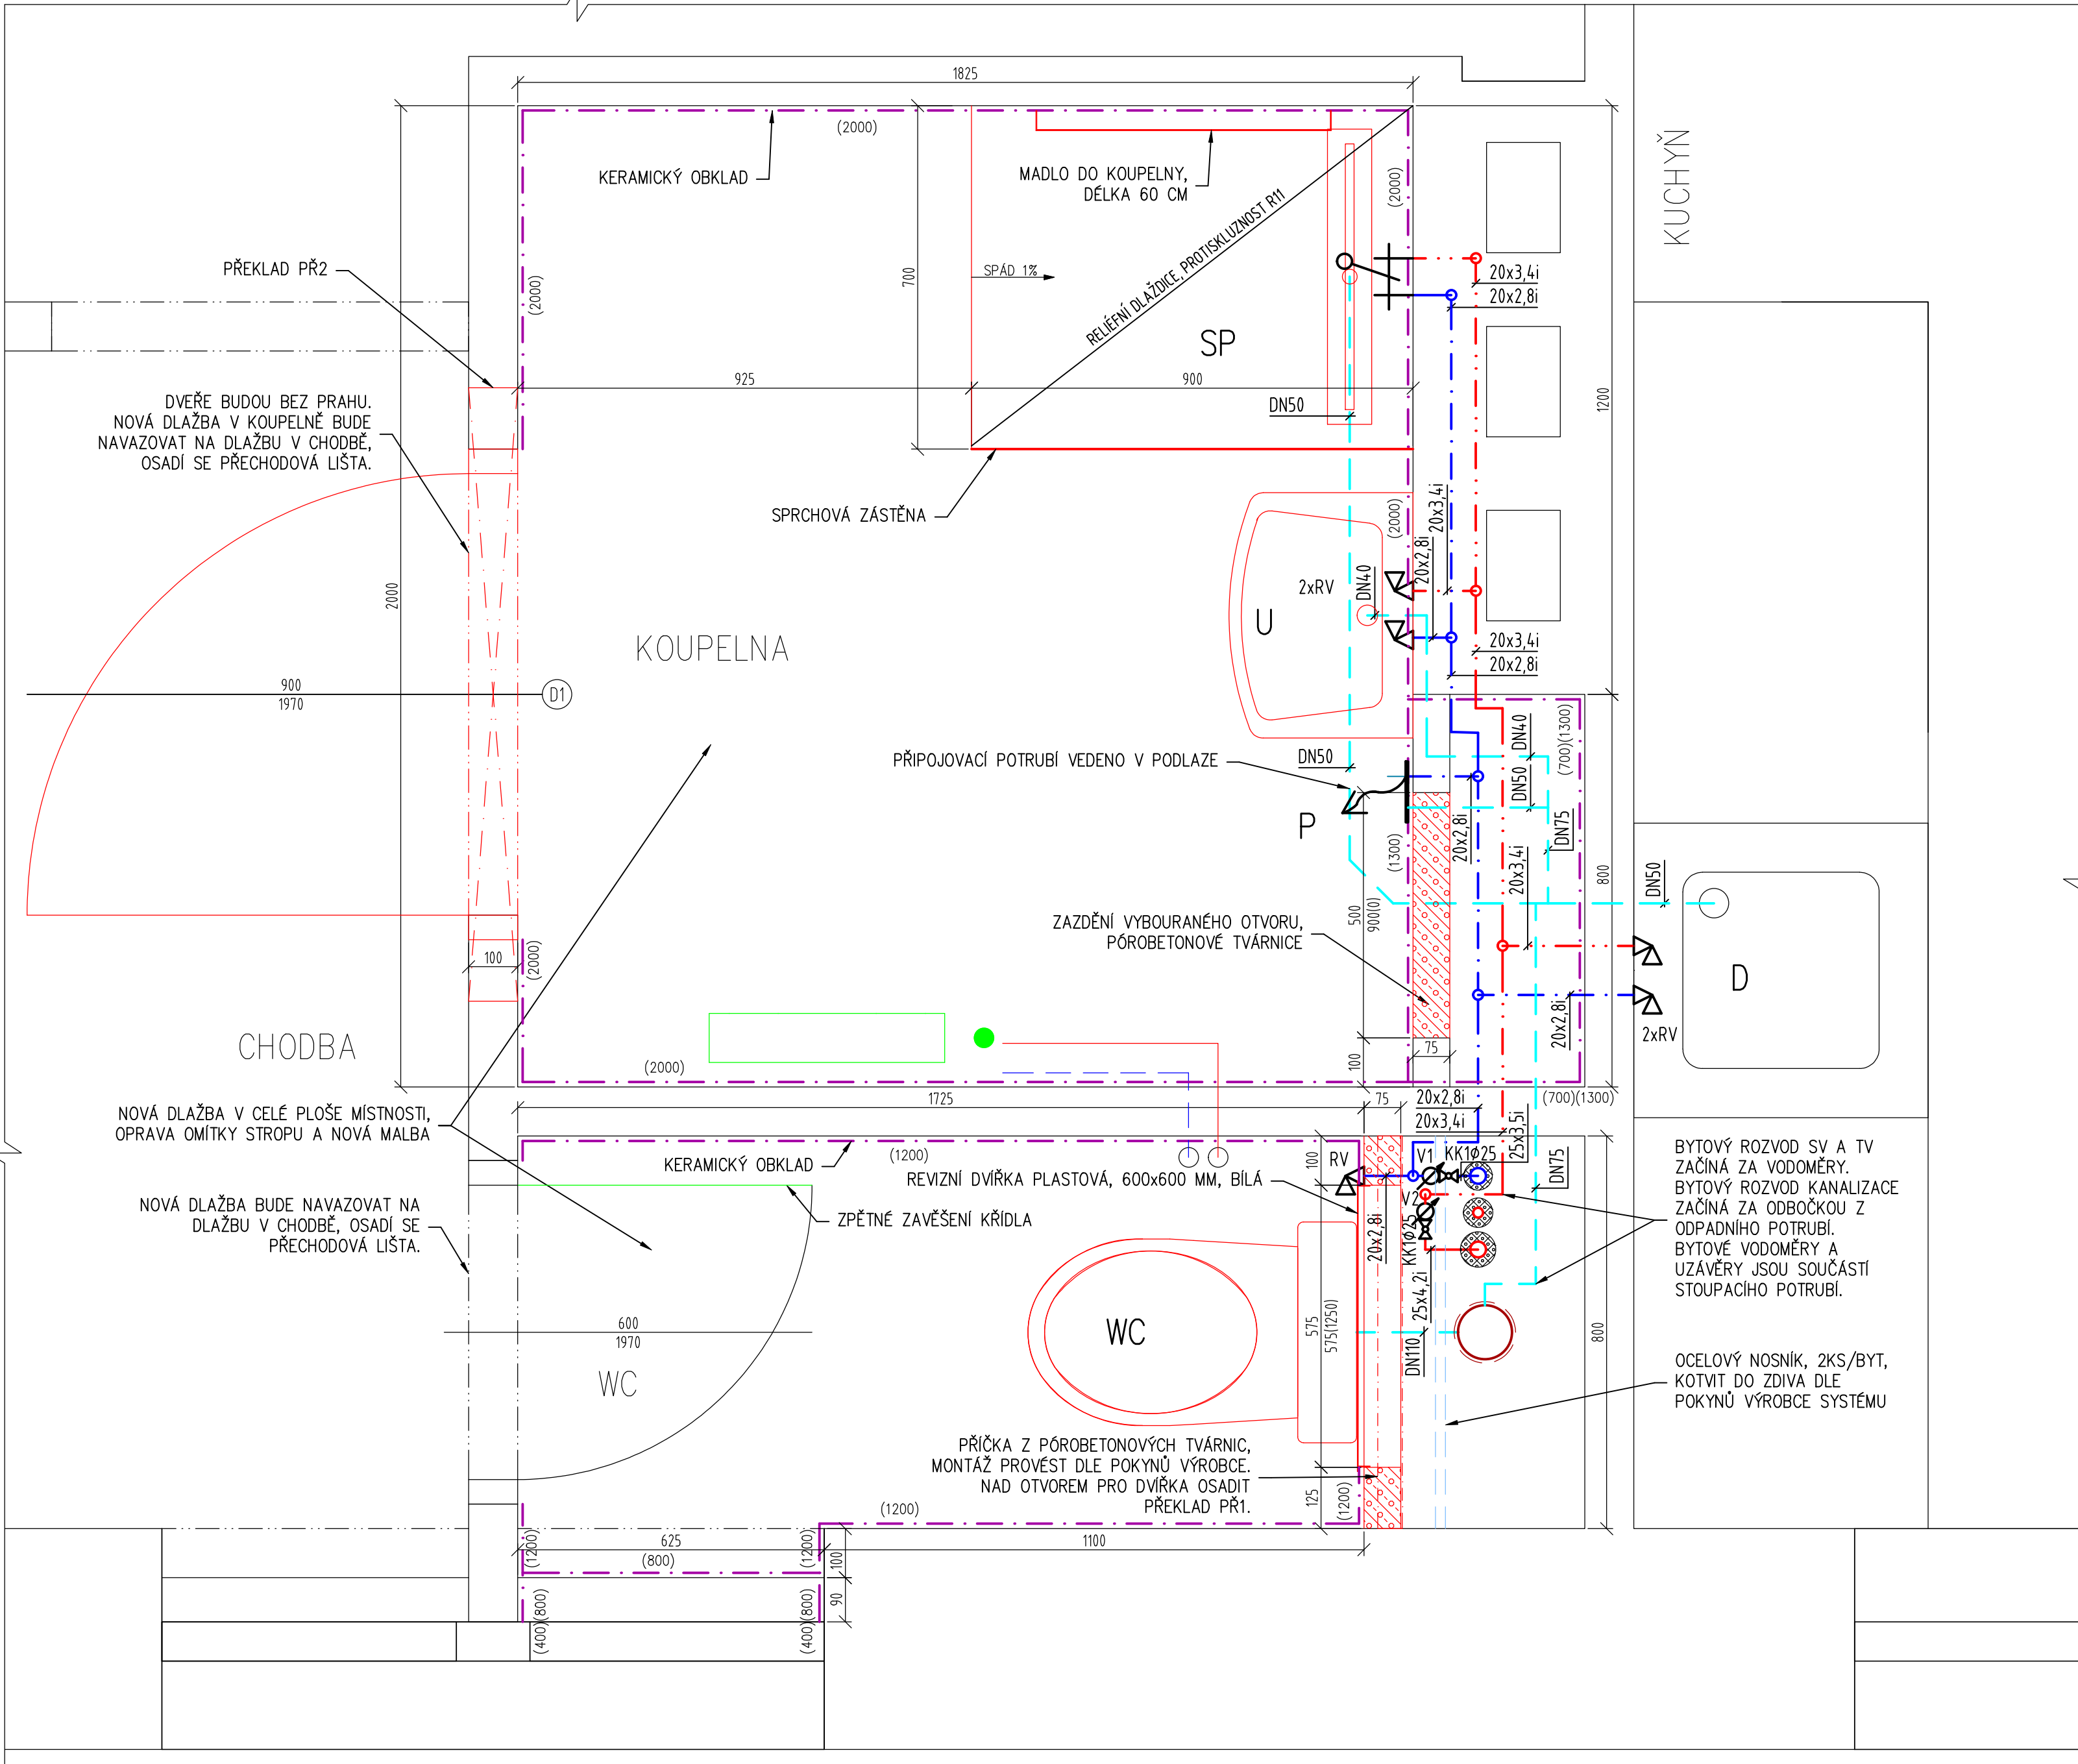 1825
(2000)
KERAMICKÝ OBKLAD
MADLO DO KOUPELNY,
DÉLKA 60 CM
(2000)
KUCHYŇ
RELIÉFNÍ DLAŽDICE, PROTISKLUZNOST R11
PŘEKLAD PŘ2
(2000)
700
SPÁD 1%
20x3,4i
20x2,8i
SP
925
900
DN50
1200
DVEŘE BUDOU BEZ PRAHU.
NOVÁ DLAŽBA V KOUPELNĚ BUDE
NAVAZOVAT NA DLAŽBU V CHODBĚ,
OSADÍ SE PŘECHODOVÁ LIŠTA.
SPRCHOVÁ ZÁSTĚNA
(2000)
20x3,4i
20x2,8i
2000
2xRV
DN40
U
KOUPELNA
20x3,4i
20x2,8i
900
1970
D1
PŘIPOJOVACÍ POTRUBÍ VEDENO V PODLAZE
DN50
DN40
DN50
(700)(1300)
P
20x2,8i
DN75
(1300)
20x3,4i
800
DN50
500
900(0)
ZAZDĚNÍ VYBOURANÉHO OTVORU,
PÓROBETONOVÉ TVÁRNICE
100
(2000)
D
CHODBA
20x2,8i
2xRV
75
100
(2000)
NOVÁ DLAŽBA V CELÉ PLOŠE MÍSTNOSTI,
OPRAVA OMÍTKY STROPU A NOVÁ MALBA
1725
75
20x2,8i
20x3,4i
25x3,5i
(700)(1300)
KERAMICKÝ OBKLAD
(1200)
REVIZNÍ DVÍŘKA PLASTOVÁ, 600x600 MM, BÍLÁ
100
RV
V1
KK1ø25
DN75
BYTOVÝ ROZVOD SV A TV
ZAČÍNÁ ZA VODOMĚRY.
BYTOVÝ ROZVOD KANALIZACE
ZAČÍNÁ ZA ODBOČKOU Z
ODPADNÍHO POTRUBÍ.
BYTOVÉ VODOMĚRY A
UZÁVĚRY JSOU SOUČÁSTÍ
STOUPACÍHO POTRUBÍ.
NOVÁ DLAŽBA BUDE NAVAZOVAT NA
DLAŽBU V CHODBĚ, OSADÍ SE
PŘECHODOVÁ LIŠTA.
ZPĚTNÉ ZAVĚŠENÍ KŘÍDLA
V2
20x2,8i
KK1ø25
25x4,2i
600
1970
WC
WC
575
575(1250)
DN110
800
OCELOVÝ NOSNÍK, 2KS/BYT,
KOTVIT DO ZDIVA DLE
POKYNŮ VÝROBCE SYSTÉMU
PŘÍČKA Z PÓROBETONOVÝCH TVÁRNIC,
MONTÁŽ PROVÉST DLE POKYNŮ VÝROBCE.
NAD OTVOREM PRO DVÍŘKA OSADIT
PŘEKLAD PŘ1.
125
(1200)
(1200)
(1200)
625
(800)
(1200)
100
1100
90
(400)(800)
(400)(800)